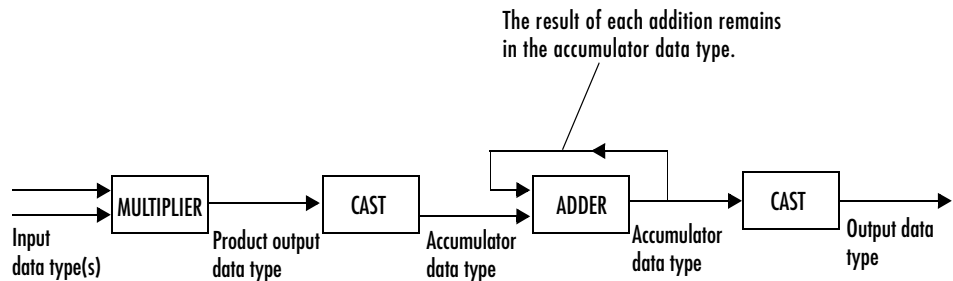 The result of each addition remains
in the accumulator data type.
MULTIPLIER
CAST
ADDER
CAST
Input
data type(s)
Product output
data type
Accumulator
data type
Accumulator
data type
Output data
type